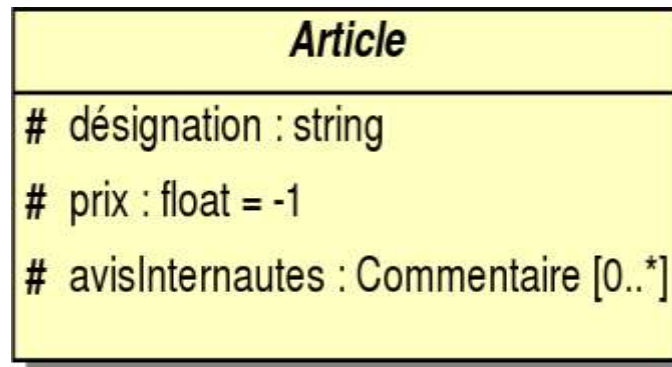 Article
# désignation : string
# prix : float = -1
# avisInternautes : Commentaire [0..*]